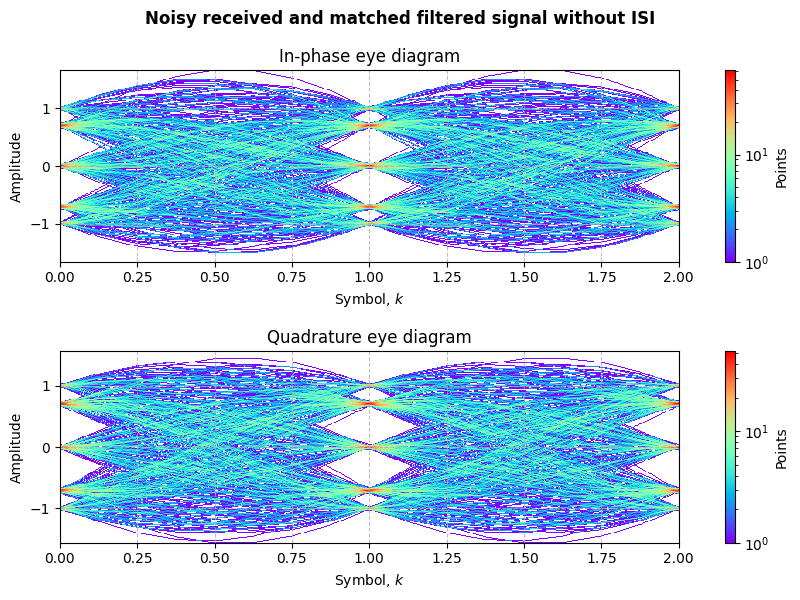 Noisy received and matched filtered signal without ISI
In-phase eye diagram
Amplitude
1
0
−1
0.00 0.25 0.50 0.75 1.00 1.25 1.50 1.75 2.00
Symbol, k
10¹
10⁰
Points
Quadrature eye diagram
Amplitude
1
0
−1
0.00 0.25 0.50 0.75 1.00 1.25 1.50 1.75 2.00
Symbol, k
10¹
10⁰
Points